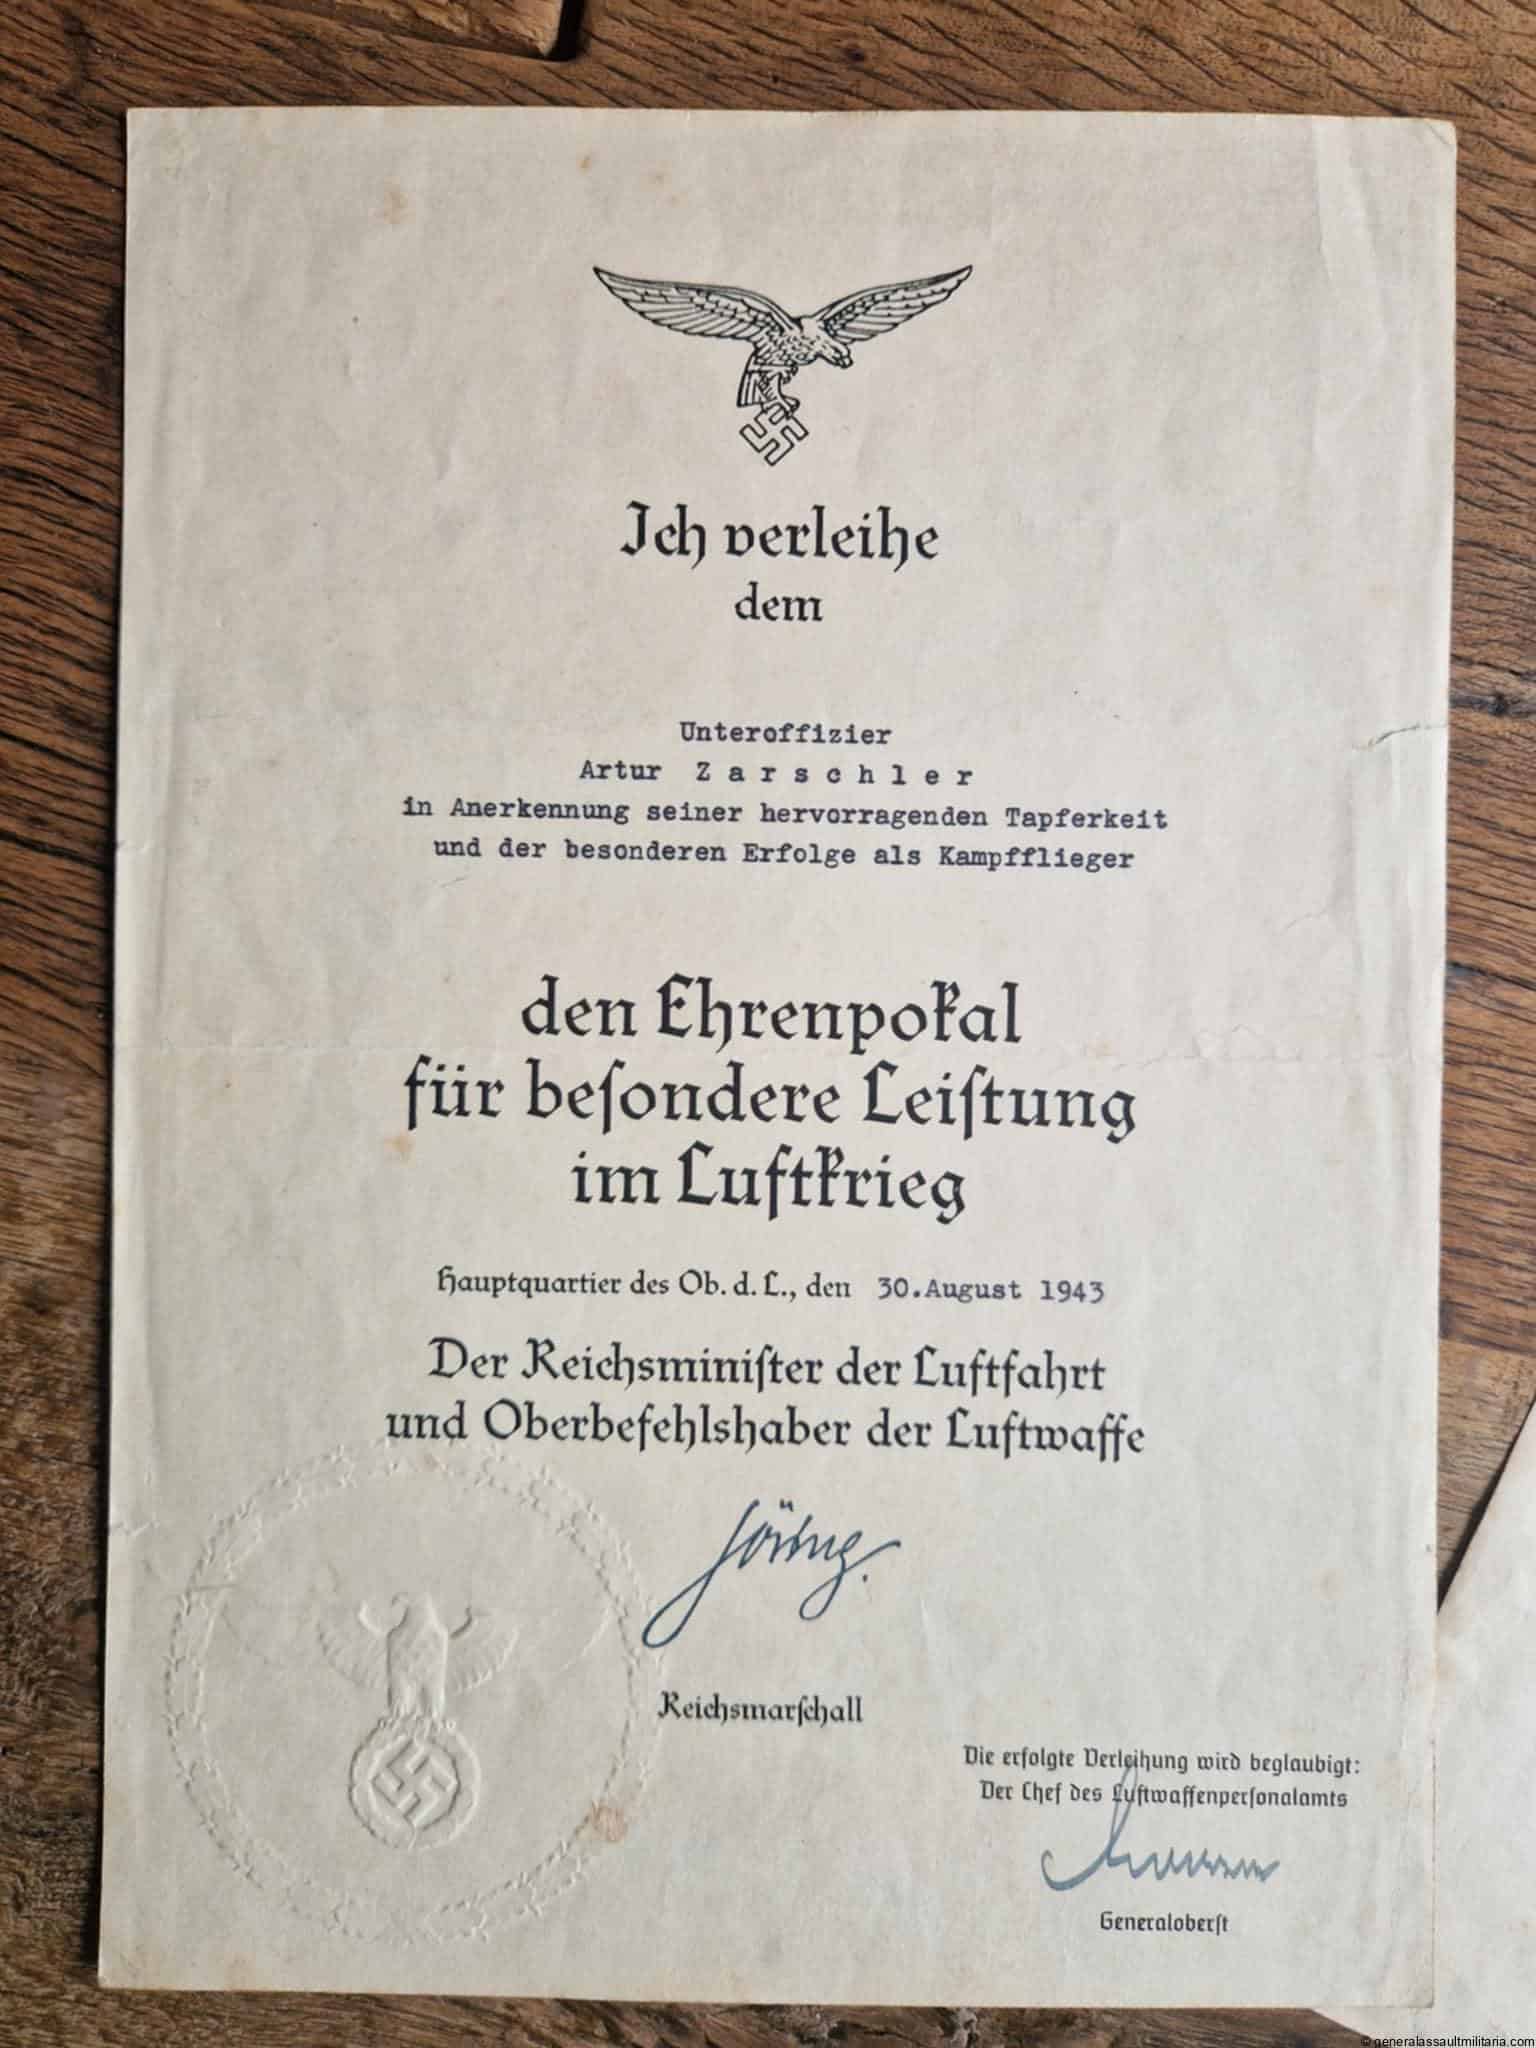 Ich verleihe
dem
Unteroffizier
Artur Zarschler
in Anerkennung seiner hervorragenden Tapferkeit
und der besonderen Erfolge als Kampfflieger
den Ehrenpokal
für besondere Leistung
im Luftkrieg
Hauptquartier des Ob. d. L., den 30.August 1943
Der Reichsminister der Luftfahrt
und Oberbefehlshaber der Luftwaffe
Göring.
Reichsmarschall
Die erfolgte Verleihung wird beglaubigt:
Der Chef des Luftwaffenpersonalamts
Generaloberst
© generalassaultmilitaria.com